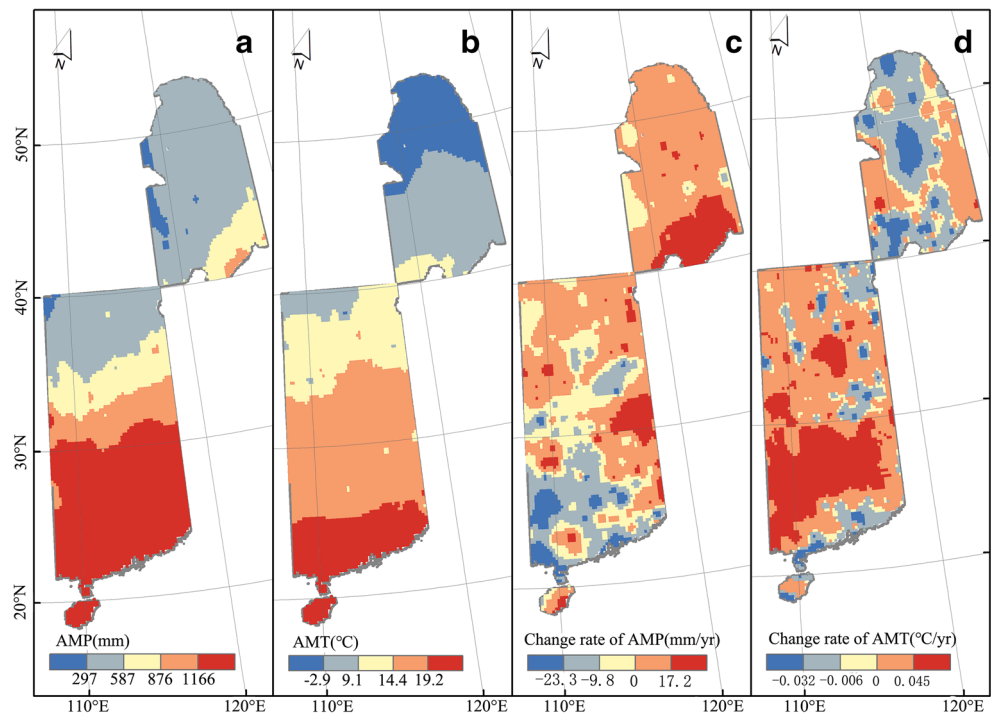 a b c d
N N N N
50°N
40°N
30°N
20°N
AMP(mm) AMT(°C) Change rate of AMP(mm/yr) Change rate of AMT(°C/yr)
297 587 876 1166 -2.9 9.1 14.4 19.2 -23.3 -9.8 0 17.2 -0.032 -0.006 0 0.045
110°E 120°E 110°E 120°E 110°E 120°E 110°E 120°E